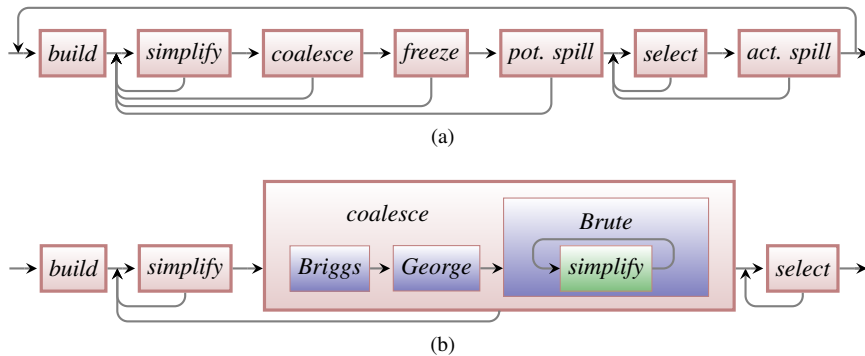 build simplify coalesce freeze pot. spill select act. spill
(a)
coalesce Brute
build simplify Briggs George simplify select
(b)